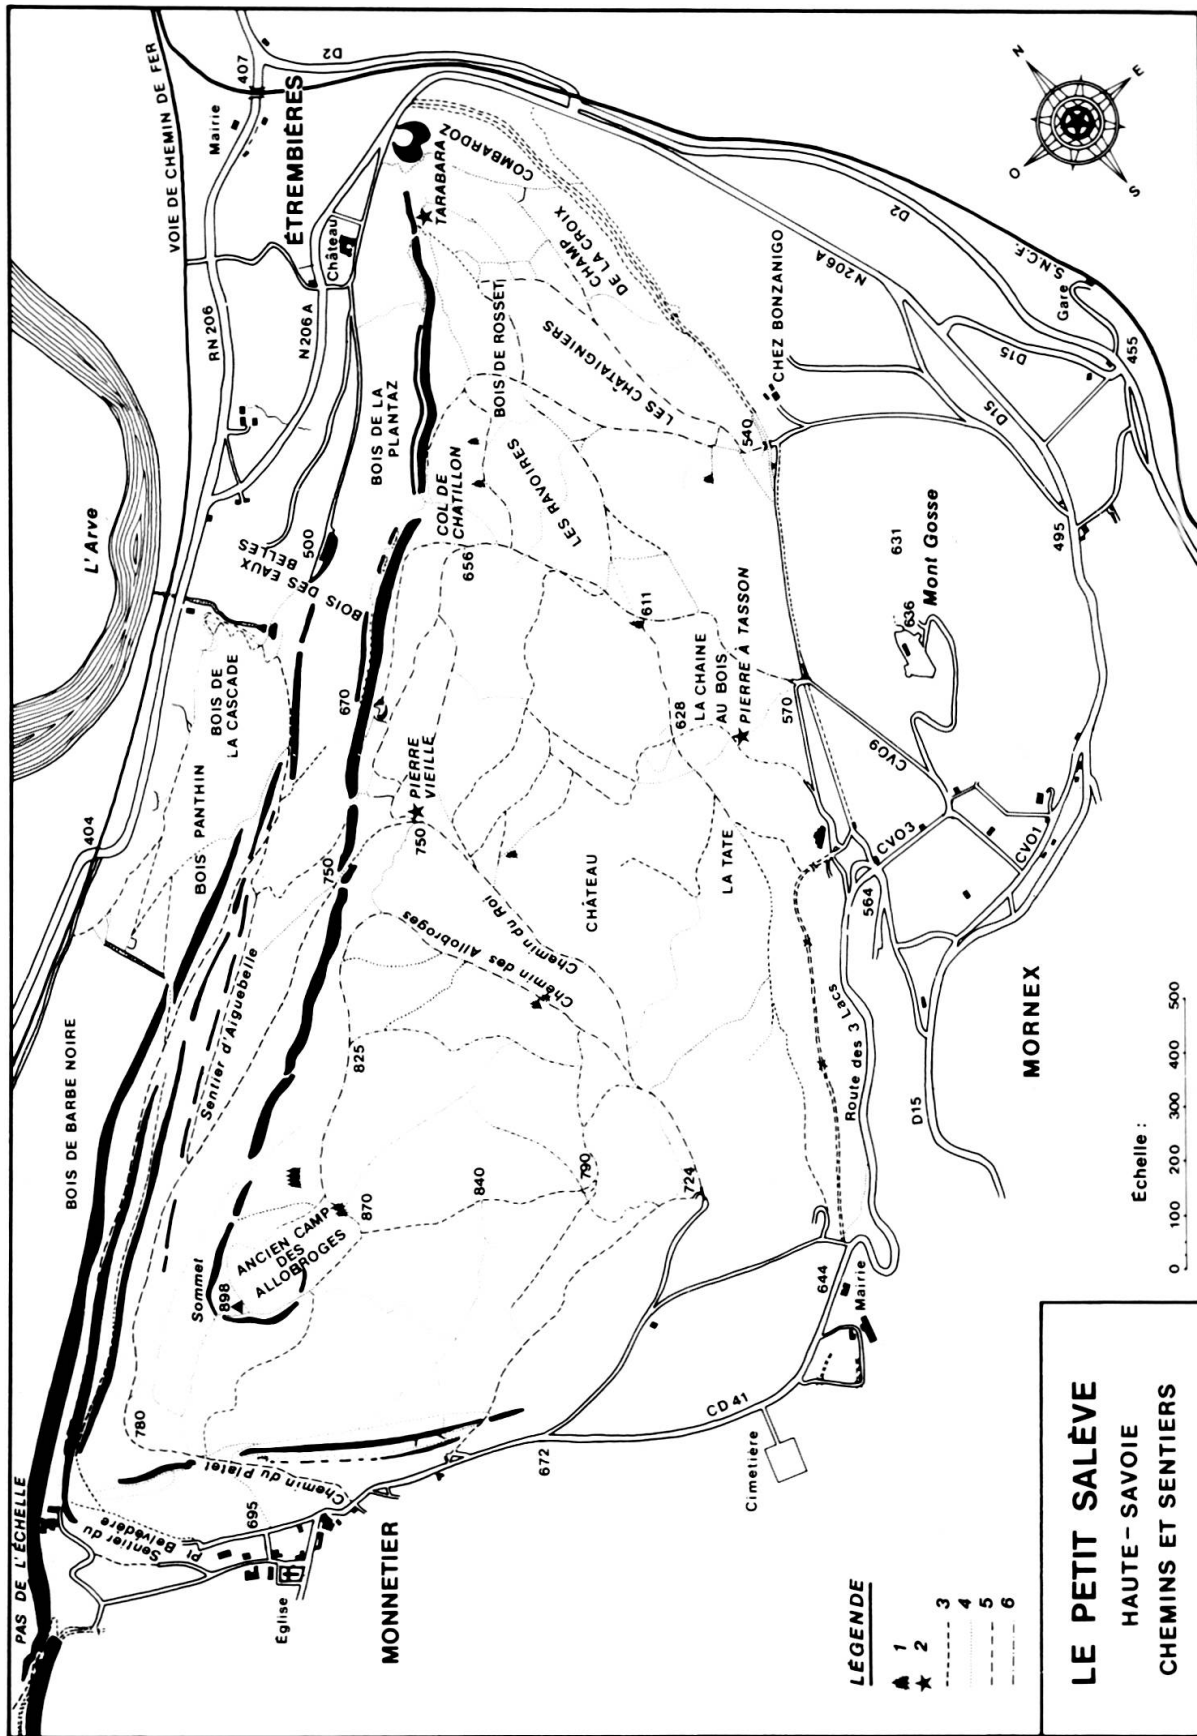 PAS DE L'ÉCHELLE
BOIS DE BARBE NOIRE
404
L'Arve
VOIE DE CHEMIN DE FER
Mairie
407
D2
RN 206
ÉTREMBIÈRES
Château
N206 A
BOIS PANTHIN
BOIS DE
LA CASCADE
BOIS DES EAUX
BELLES
500
BOIS DE LA
PLANTAZ
TARABARA
COMBARDOZ
780
Sentier d'Aiguebelle
750
670
COL DE
CHATILLON
656
BOIS DE ROSSET
CHAMP
DE LA CROIX
LES CHÂTAIGNIERS
LES RAVOIRES
Sommet
898
ANCIEN CAMP
DES
ALLOBROGES
870
825
840
790
724
Chemin des Allobroges
Chemin du Roi
750
PIERRE
VIEILLE
CHÂTEAU
LA TATE
611
628
LA CHAINE
AU BOIS
PIERRE À TASSON
570
540
CHEZ BONZANIGO
N206A
D2
S.N.C.F.
Gare
D15
D15
455
495
631
636
Mont Gosse
CVO9
CVO3
CVO1
564
Route des 3 Lacs
D15
MORNEX
Sentier du
Pt Belvédère
695
Chemin du Platet
Église
MONNETIER
672
CD 41
Cimetière
644
Mairie
N
E
S
O
Échelle :
0 100 200 300 400 500
LÉGENDE
1
2
3
4
5
6
LE PETIT SALÈVE
HAUTE-SAVOIE
CHEMINS ET SENTIERS